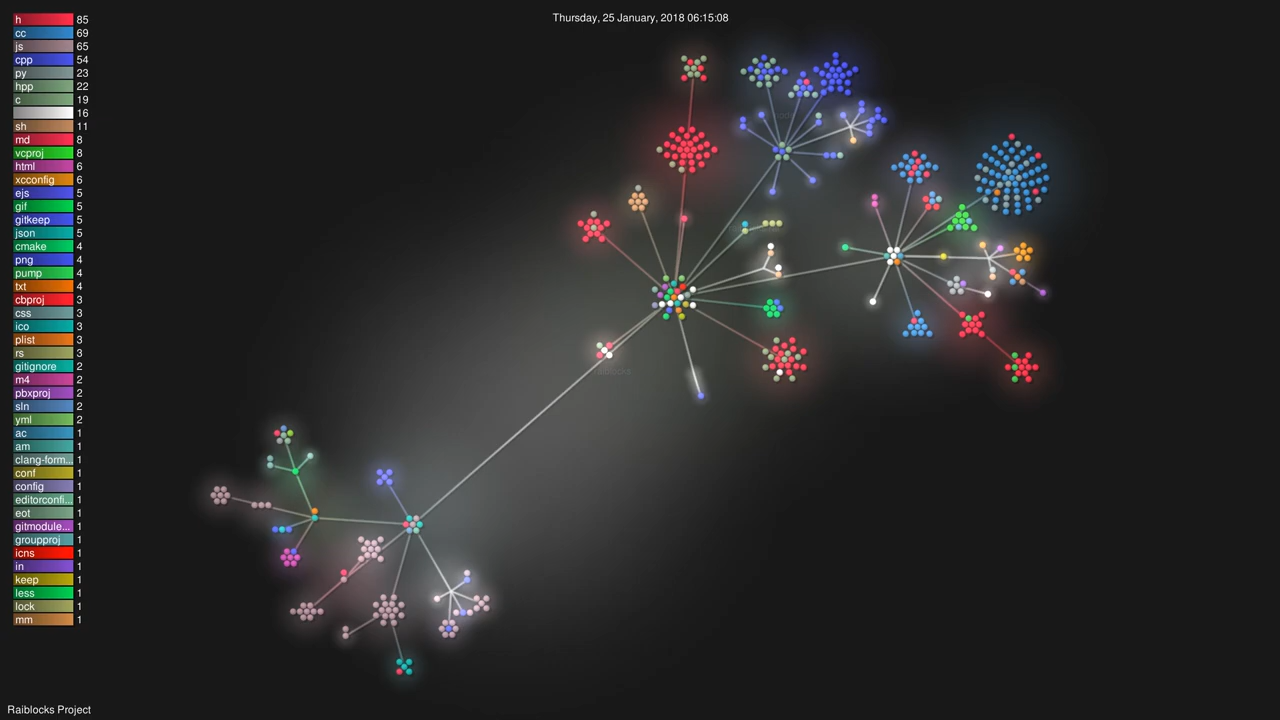 Thursday, 25 January, 2018 06:15:08
h 85
cc 69
js 65
cpp 54
py 23
hpp 22
c 19
16
sh 11
md 8
vcproj 8
html 6
xcconfig 6
ejs 5
gif 5
gitkeep 5
json 5
cmake 4
png 4
pump 4
txt 4
cbproj 3
css 3
ico 3
plist 3
rs 3
gitignore 2
m4 2
pbxproj 2
sln 2
yml 2
ac 1
am 1
clang-form... 1
conf 1
config 1
editorconfi... 1
eot 1
gitmodule... 1
groupproj 1
icns 1
in 1
keep 1
less 1
lock 1
mm 1
Raiblocks Project